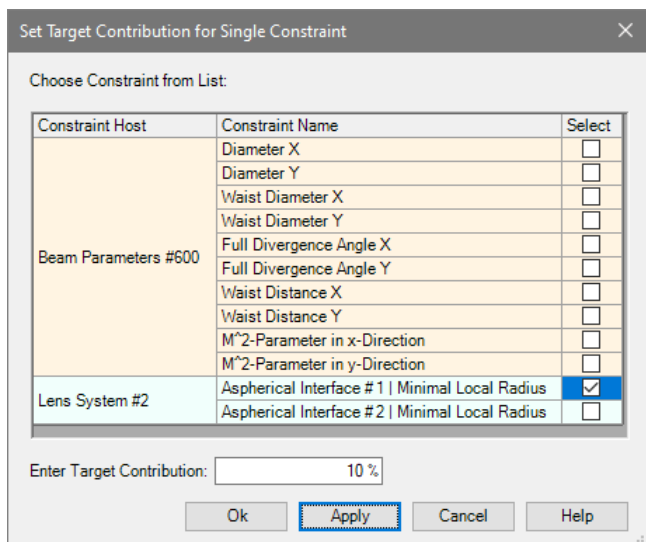 Set Target Contribution for Single Constraint
Choose Constraint from List:
Constraint Host Constraint Name Select
Diameter X
Diameter Y
Waist Diameter X
Waist Diameter Y
Full Divergence Angle X
Beam Parameters #600
Full Divergence Angle Y
Waist Distance X
Waist Distance Y
M^2-Parameter in x-Direction
M^2-Parameter in y-Direction
Lens System #2
Aspherical Interface #1 | Minimal Local Radius
Aspherical Interface #2 | Minimal Local Radius
Enter Target Contribution: 10 %
Ok Apply Cancel Help